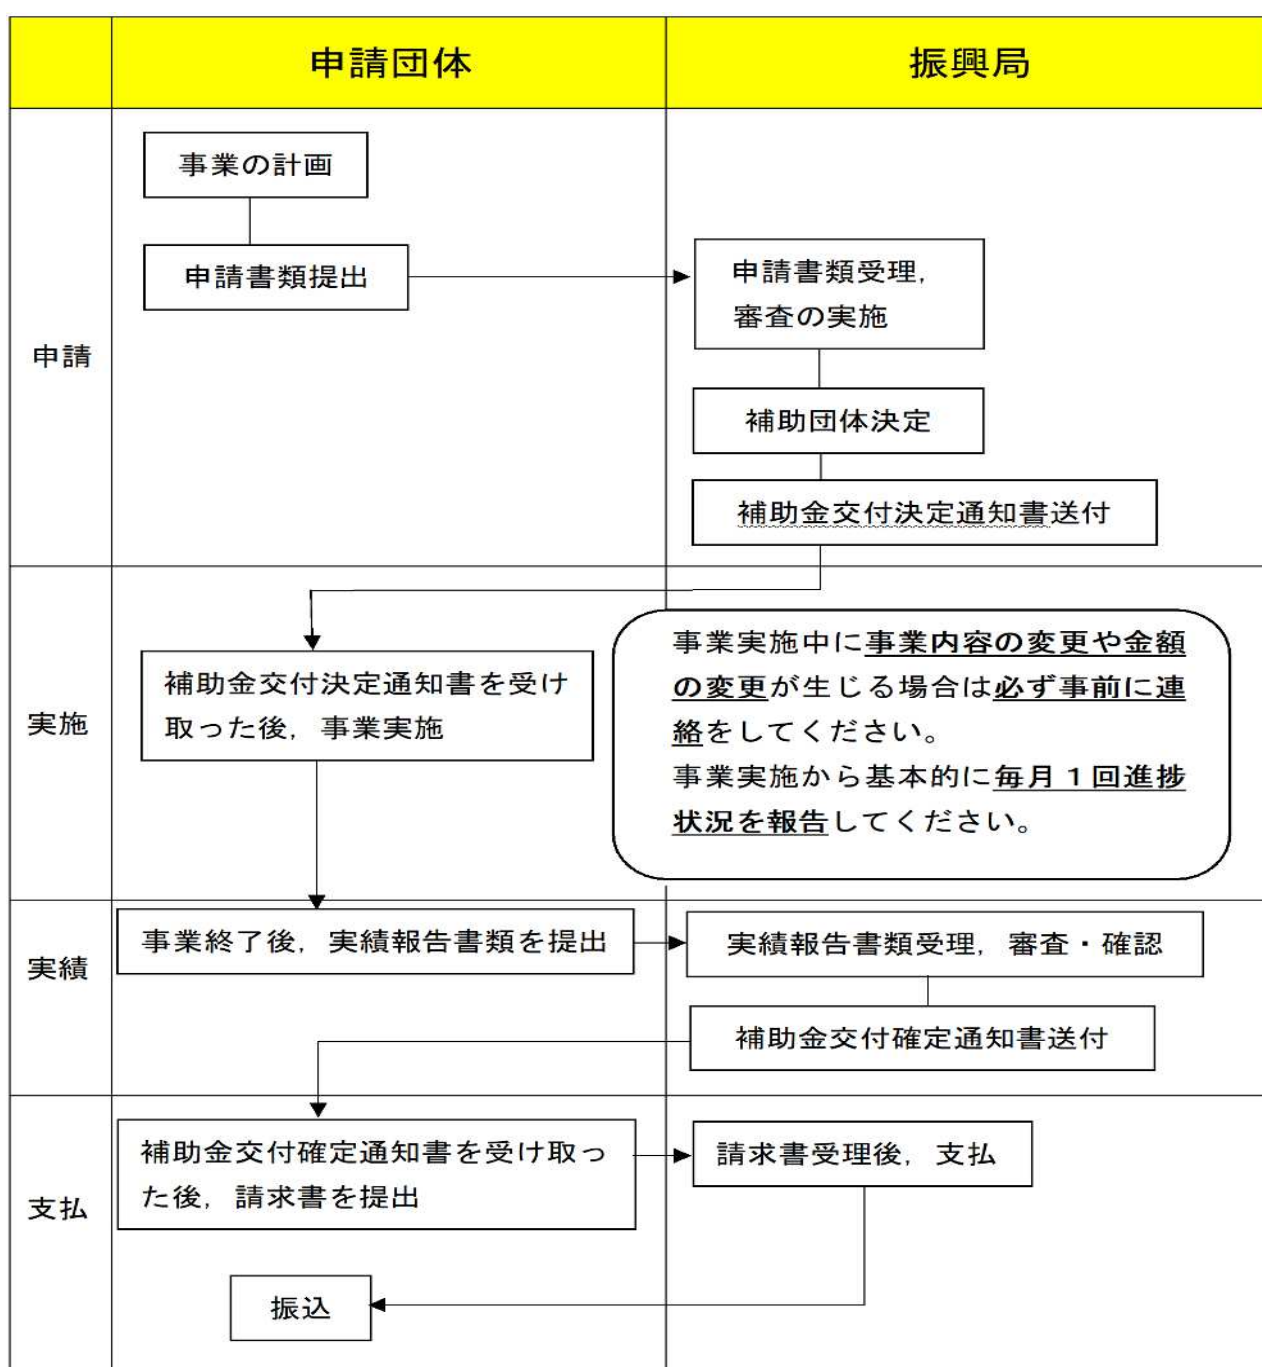 申請団体
振興局
申請
事業の計画
申請書類提出
申請書類受理,
審査の実施
補助団体決定
補助金交付決定通知書送付
実施
補助金交付決定通知書を受け
取った後, 事業実施
事業実施中に事業内容の変更や金額
の変更が生じる場合は必ず事前に連
絡をしてください。
事業実施から基本的に毎月1回進捗
状況を報告してください。
実績
事業終了後, 実績報告書類を提出
実績報告書類受理, 審査・確認
補助金交付確定通知書送付
支払
補助金交付確定通知書を受け取っ
た後, 請求書を提出
請求書受理後, 支払
振込